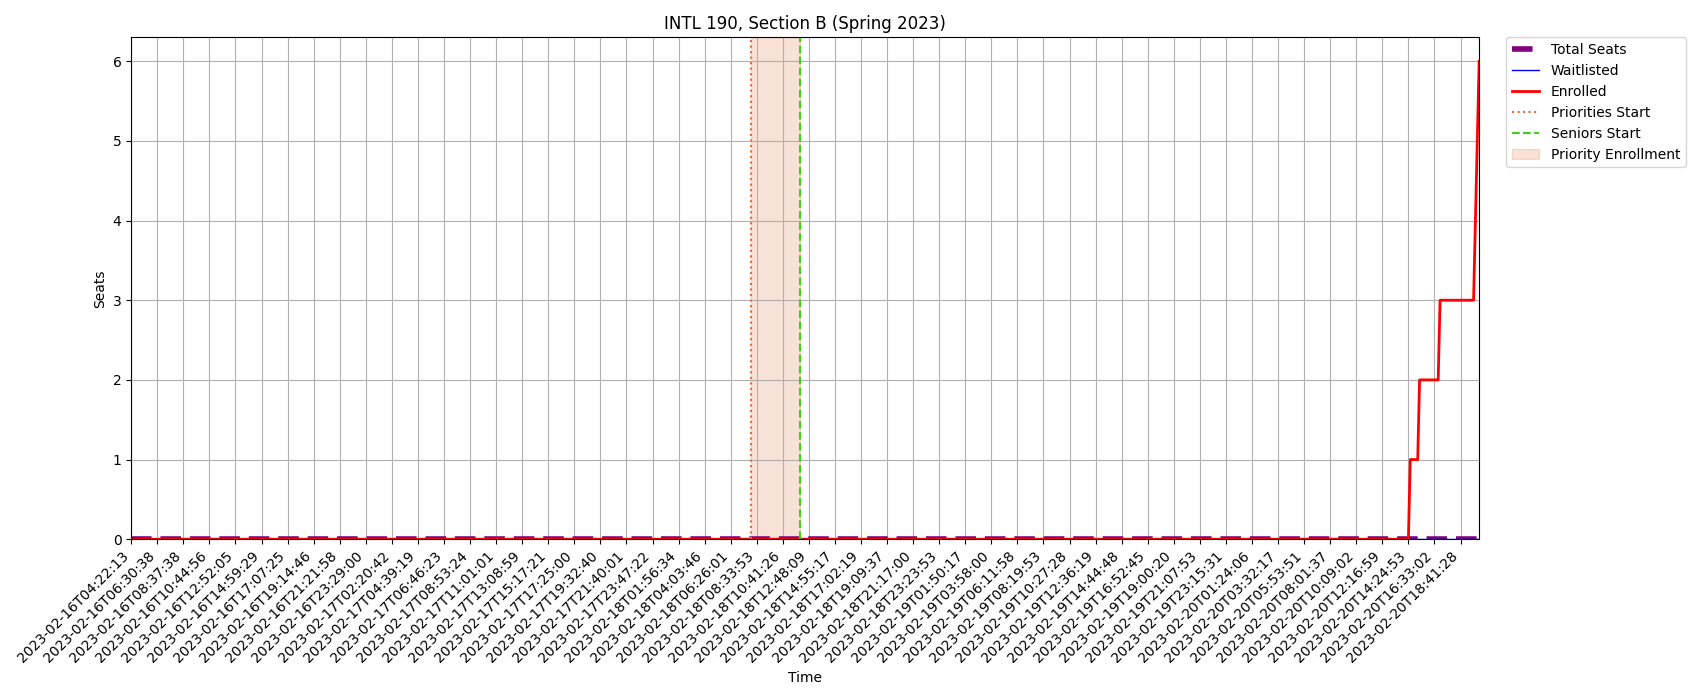 INTL 190, Section B (Spring 2023)
Total Seats
Waitlisted
Enrolled
Priorities Start
Seniors Start
Priority Enrollment
Seats
6
5
4
3
2
1
0
2023-02-16T04:22:13
2023-02-16T06:30:38
2023-02-16T08:37:38
2023-02-16T10:44:56
2023-02-16T12:52:05
2023-02-16T14:59:29
2023-02-16T17:07:25
2023-02-16T19:14:46
2023-02-16T21:21:58
2023-02-16T23:29:00
2023-02-17T02:20:42
2023-02-17T04:39:19
2023-02-17T06:46:23
2023-02-17T08:53:24
2023-02-17T11:01:01
2023-02-17T13:08:59
2023-02-17T15:17:21
2023-02-17T17:25:00
2023-02-17T19:32:40
2023-02-17T21:40:01
2023-02-17T23:47:22
2023-02-18T01:56:34
2023-02-18T04:03:46
2023-02-18T06:26:01
2023-02-18T08:33:53
2023-02-18T10:41:26
2023-02-18T12:48:09
2023-02-18T14:55:17
2023-02-18T17:02:19
2023-02-18T19:09:37
2023-02-18T21:17:00
2023-02-18T23:23:53
2023-02-19T01:50:17
2023-02-19T03:58:00
2023-02-19T06:11:58
2023-02-19T08:19:53
2023-02-19T10:27:28
2023-02-19T12:36:19
2023-02-19T14:44:48
2023-02-19T16:52:45
2023-02-19T19:00:20
2023-02-19T21:07:53
2023-02-19T23:15:31
2023-02-20T01:24:06
2023-02-20T03:32:17
2023-02-20T05:53:51
2023-02-20T08:01:37
2023-02-20T10:09:02
2023-02-20T12:16:59
2023-02-20T14:24:53
2023-02-20T16:33:02
2023-02-20T18:41:28
Time